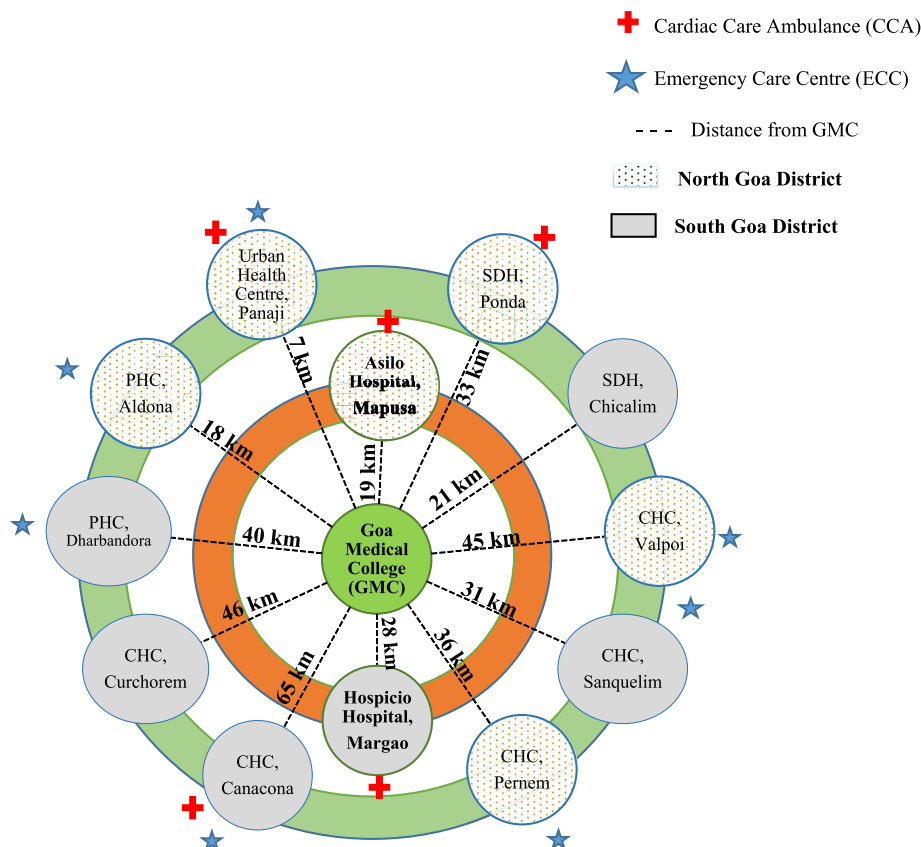 Cardiac Care Ambulance (CCA)
Emergency Care Centre (ECC)
Distance from GMC
North Goa District
South Goa District
Urban
Health
Centre,
Panaji
SDH,
Ponda
Asilo
Hospital,
Mapusa
PHC,
Aldona
SDH,
Chicalim
7 km
33 km
18 km
19 km
21 km
PHC,
Dharbandora
40 km
Goa
Medical
College
(GMC)
45 km
CHC,
Valpoi
46 km
31 km
28 km
36 km
65 km
CHC,
Curchorem
CHC,
Sanquelim
Hospicio
Hospital,
Margao
CHC,
Canacona
CHC,
Pernem